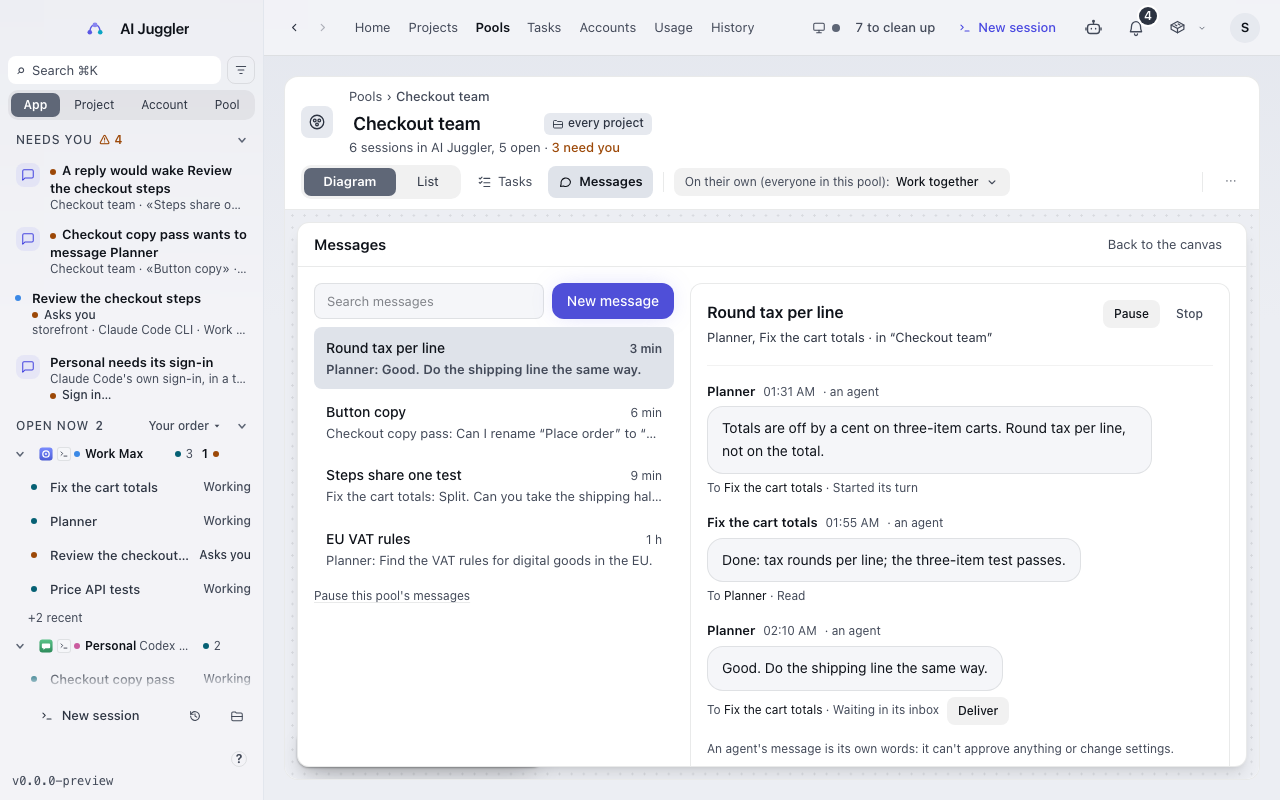 AI Juggler
Search ⌘K
App Project Account Pool
NEEDS YOU 4
A reply would wake Review
the checkout steps
Checkout team · «Steps share o…
Checkout copy pass wants to
message Planner
Checkout team · «Button copy» ·…
Review the checkout steps
Asks you
storefront · Claude Code CLI · Work …
Personal needs its sign-in
Claude Code's own sign-in, in a t…
Sign in…
OPEN NOW 2 Your order
Work Max 3 1
Fix the cart totals Working
Planner Working
Review the checkout… Asks you
Price API tests Working
+2 recent
Personal Codex … 2
Checkout copy pass Working
New session
?
v0.0.0-preview
Home Projects Pools Tasks Accounts Usage History
7 to clean up New session 4 S
Pools › Checkout team
Checkout team every project
6 sessions in AI Juggler, 5 open · 3 need you
Diagram List Tasks Messages On their own (everyone in this pool): Work together ···
Messages Back to the canvas
Search messages New message
Round tax per line 3 min
Planner: Good. Do the shipping line the same way.
Button copy 6 min
Checkout copy pass: Can I rename “Place order” to “…
Steps share one test 9 min
Fix the cart totals: Split. Can you take the shipping hal…
EU VAT rules 1 h
Planner: Find the VAT rules for digital goods in the EU.
Pause this pool's messages
Round tax per line Pause Stop
Planner, Fix the cart totals · in “Checkout team”
Planner 01:31 AM · an agent
Totals are off by a cent on three-item carts. Round tax per line,
not on the total.
To Fix the cart totals · Started its turn
Fix the cart totals 01:55 AM · an agent
Done: tax rounds per line; the three-item test passes.
To Planner · Read
Planner 02:10 AM · an agent
Good. Do the shipping line the same way.
To Fix the cart totals · Waiting in its inbox Deliver
An agent's message is its own words: it can't approve anything or change settings.